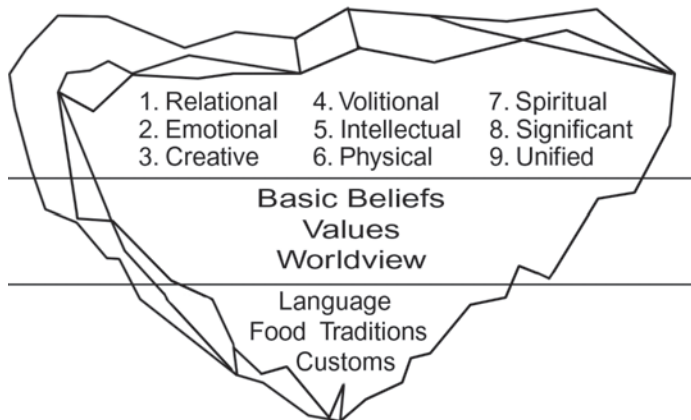 1. Relational 4. Volitional 7. Spiritual
2. Emotional 5. Intellectual 8. Significant
3. Creative 6. Physical 9. Unified
Basic Beliefs
Values
Worldview
Language
Food Traditions
Customs